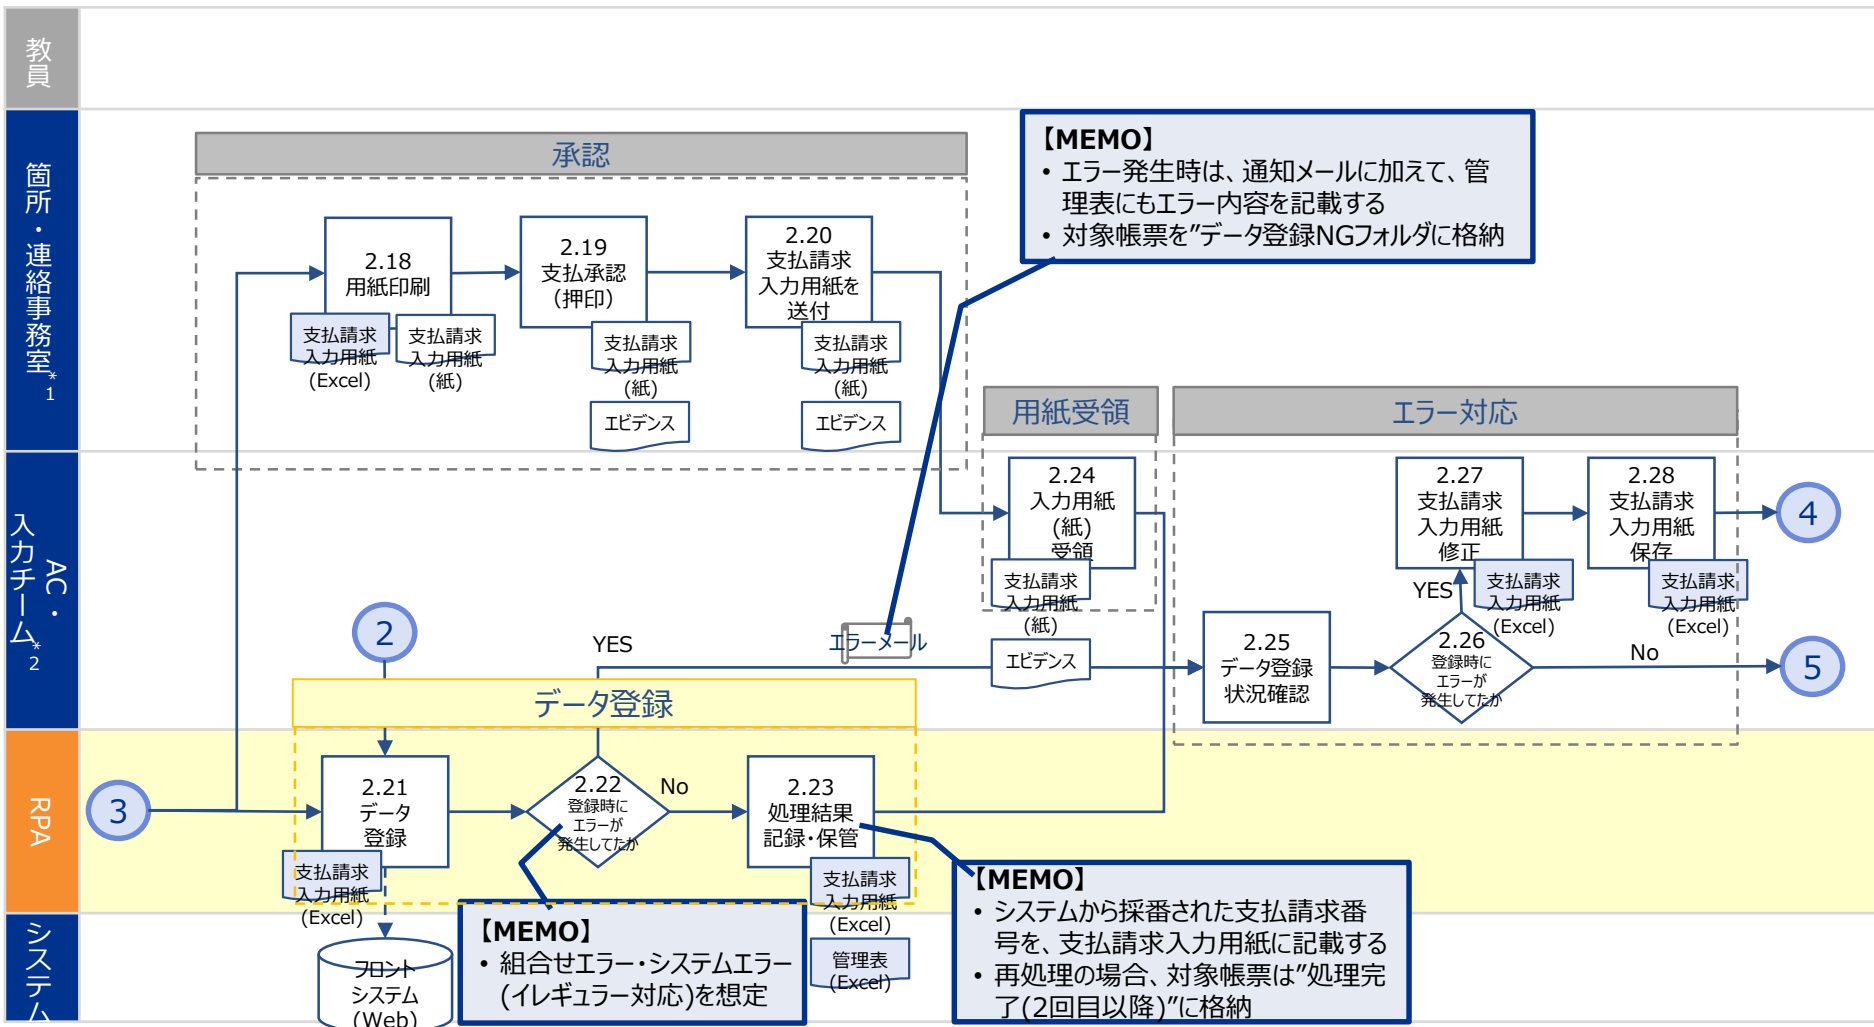 教員
箇所・連絡事務室*1
AC・
入力チーム*2
RPA
システム
承認
2.18
用紙印刷
支払請求
入力用紙
(Excel)
支払請求
入力用紙
(紙)
2.19
支払承認
(押印)
支払請求
入力用紙
(紙)
エビデンス
2.20
支払請求
入力用紙を
送付
支払請求
入力用紙
(紙)
エビデンス
【MEMO】
• エラー発生時は、通知メールに加えて、管
理表にもエラー内容を記載する
• 対象帳票を”データ登録NGフォルダに格納
用紙受領
2.24
入力用紙
(紙)
受領
支払請求
入力用紙
(紙)
エビデンス
エラー対応
2.25
データ登録
状況確認
2.26
登録時に
エラーが
発生してたか
YES
No
2.27
支払請求
入力用紙
修正
支払請求
入力用紙
(Excel)
2.28
支払請求
入力用紙
保存
支払請求
入力用紙
(Excel)
4
5
2
YES
エラーメール
データ登録
3
2.21
データ
登録
支払請求
入力用紙
(Excel)
2.22
登録時に
エラーが
発生してたか
No
2.23
処理結果
記録・保管
支払請求
入力用紙
(Excel)
管理表
(Excel)
フロント
システム
(Web)
【MEMO】
• 組合せエラー・システムエラー
(イレギュラー対応)を想定
【MEMO】
• システムから採番された支払請求番
号を、支払請求入力用紙に記載する
• 再処理の場合、対象帳票は”処理完
了(2回目以降)”に格納